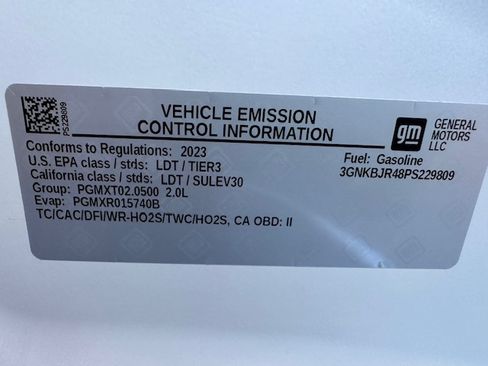 PS229809
VEHICLE EMISSION
CONTROL INFORMATION
gm
GENERAL
MOTORS
LLC
Conforms to Regulations: 2023
U.S. EPA class / stds: LDT / TIER3
California class / stds: LDT / SULEV30
Group: PGMXT02.0500 2.0L
Evap: PGMXR015740B
TC/CAC/DFI/WR-HO2S/TWC/HO2S, CA OBD: II
Fuel: Gasoline
3GNKBJR48PS229809